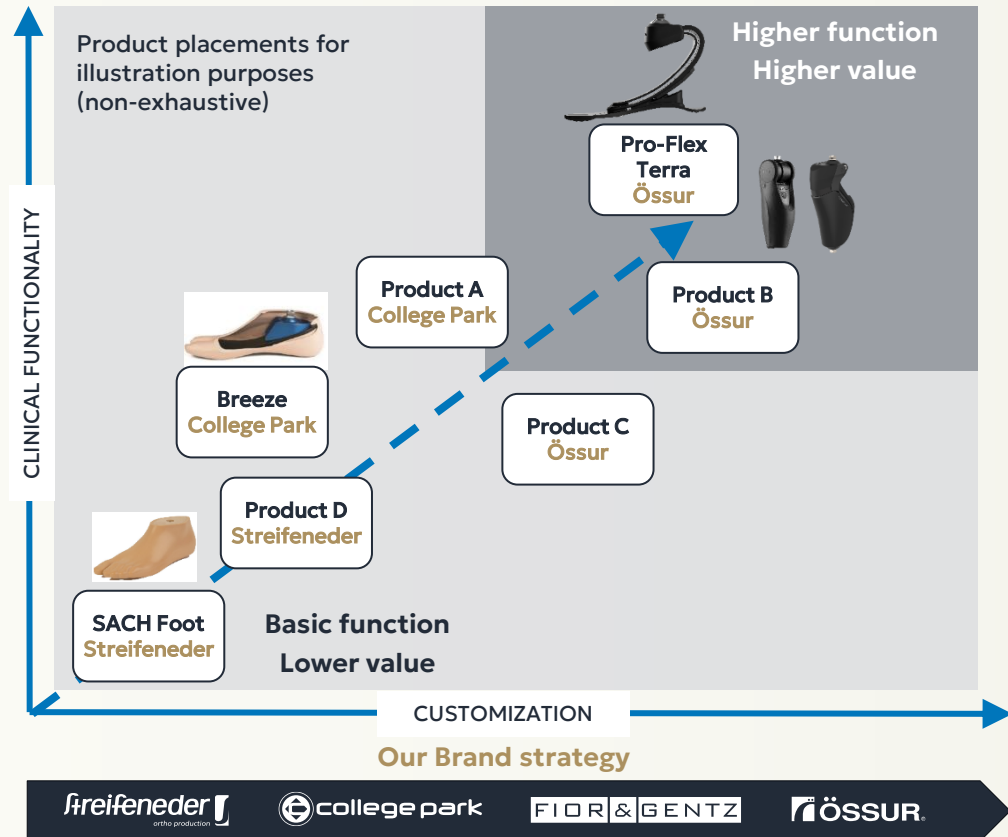 Product placements for
illustration purposes
(non-exhaustive)
Higher function
Higher value
Pro-Flex
Terra
Össur
Product A
College Park
Product B
Össur
Breeze
College Park
Product C
Össur
Product D
Streifeneder
SACH Foot
Streifeneder
Basic function
Lower value
CLINICAL FUNCTIONALITY
CUSTOMIZATION
Our Brand strategy
Streifeneder
ortho production
college park
FIOR & GENTZ
ÖSSUR®